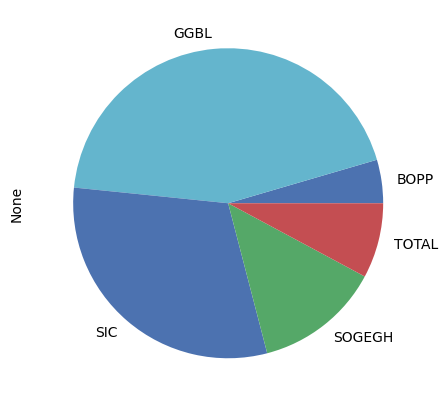 GGBL
BOPP
None
TOTAL
SIC
SOGEGH